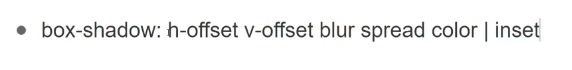 box-shadow: h-offset v-offset blur spread color | inset